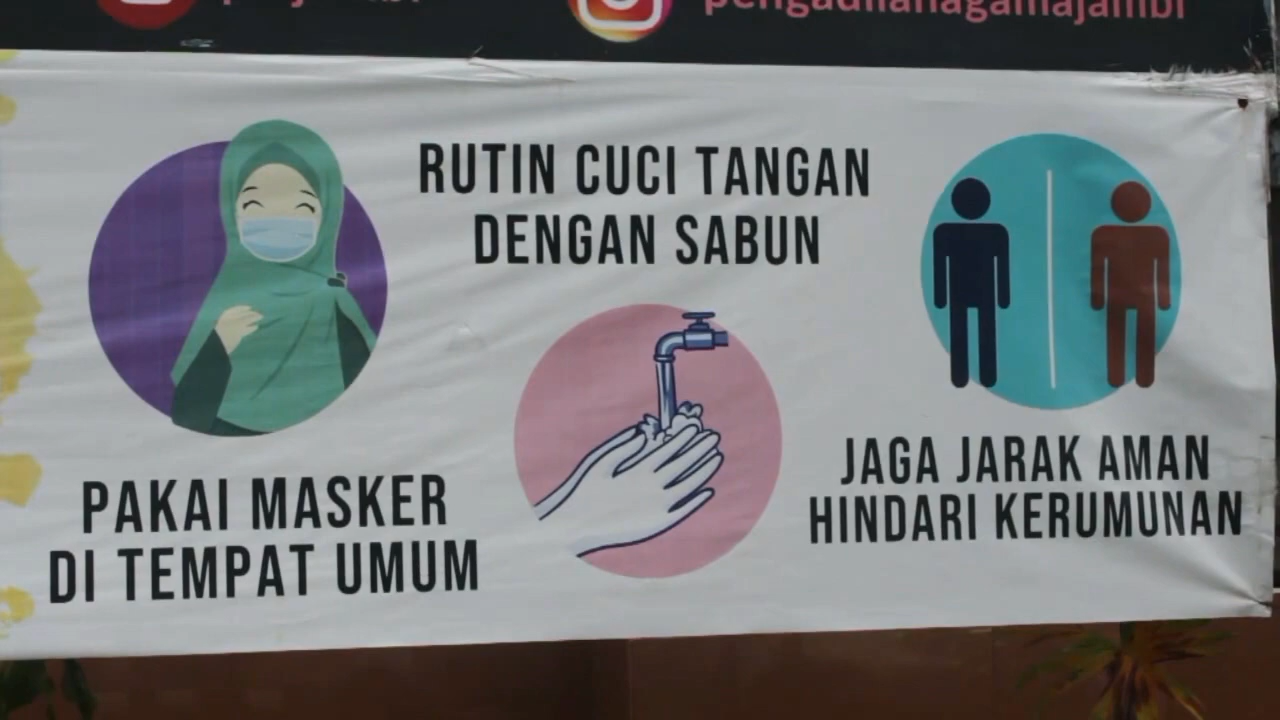 pengadilanagamajambi
RUTIN CUCI TANGAN
DENGAN SABUN
PAKAI MASKER
DI TEMPAT UMUM
JAGA JARAK AMAN
HINDARI KERUMUNAN